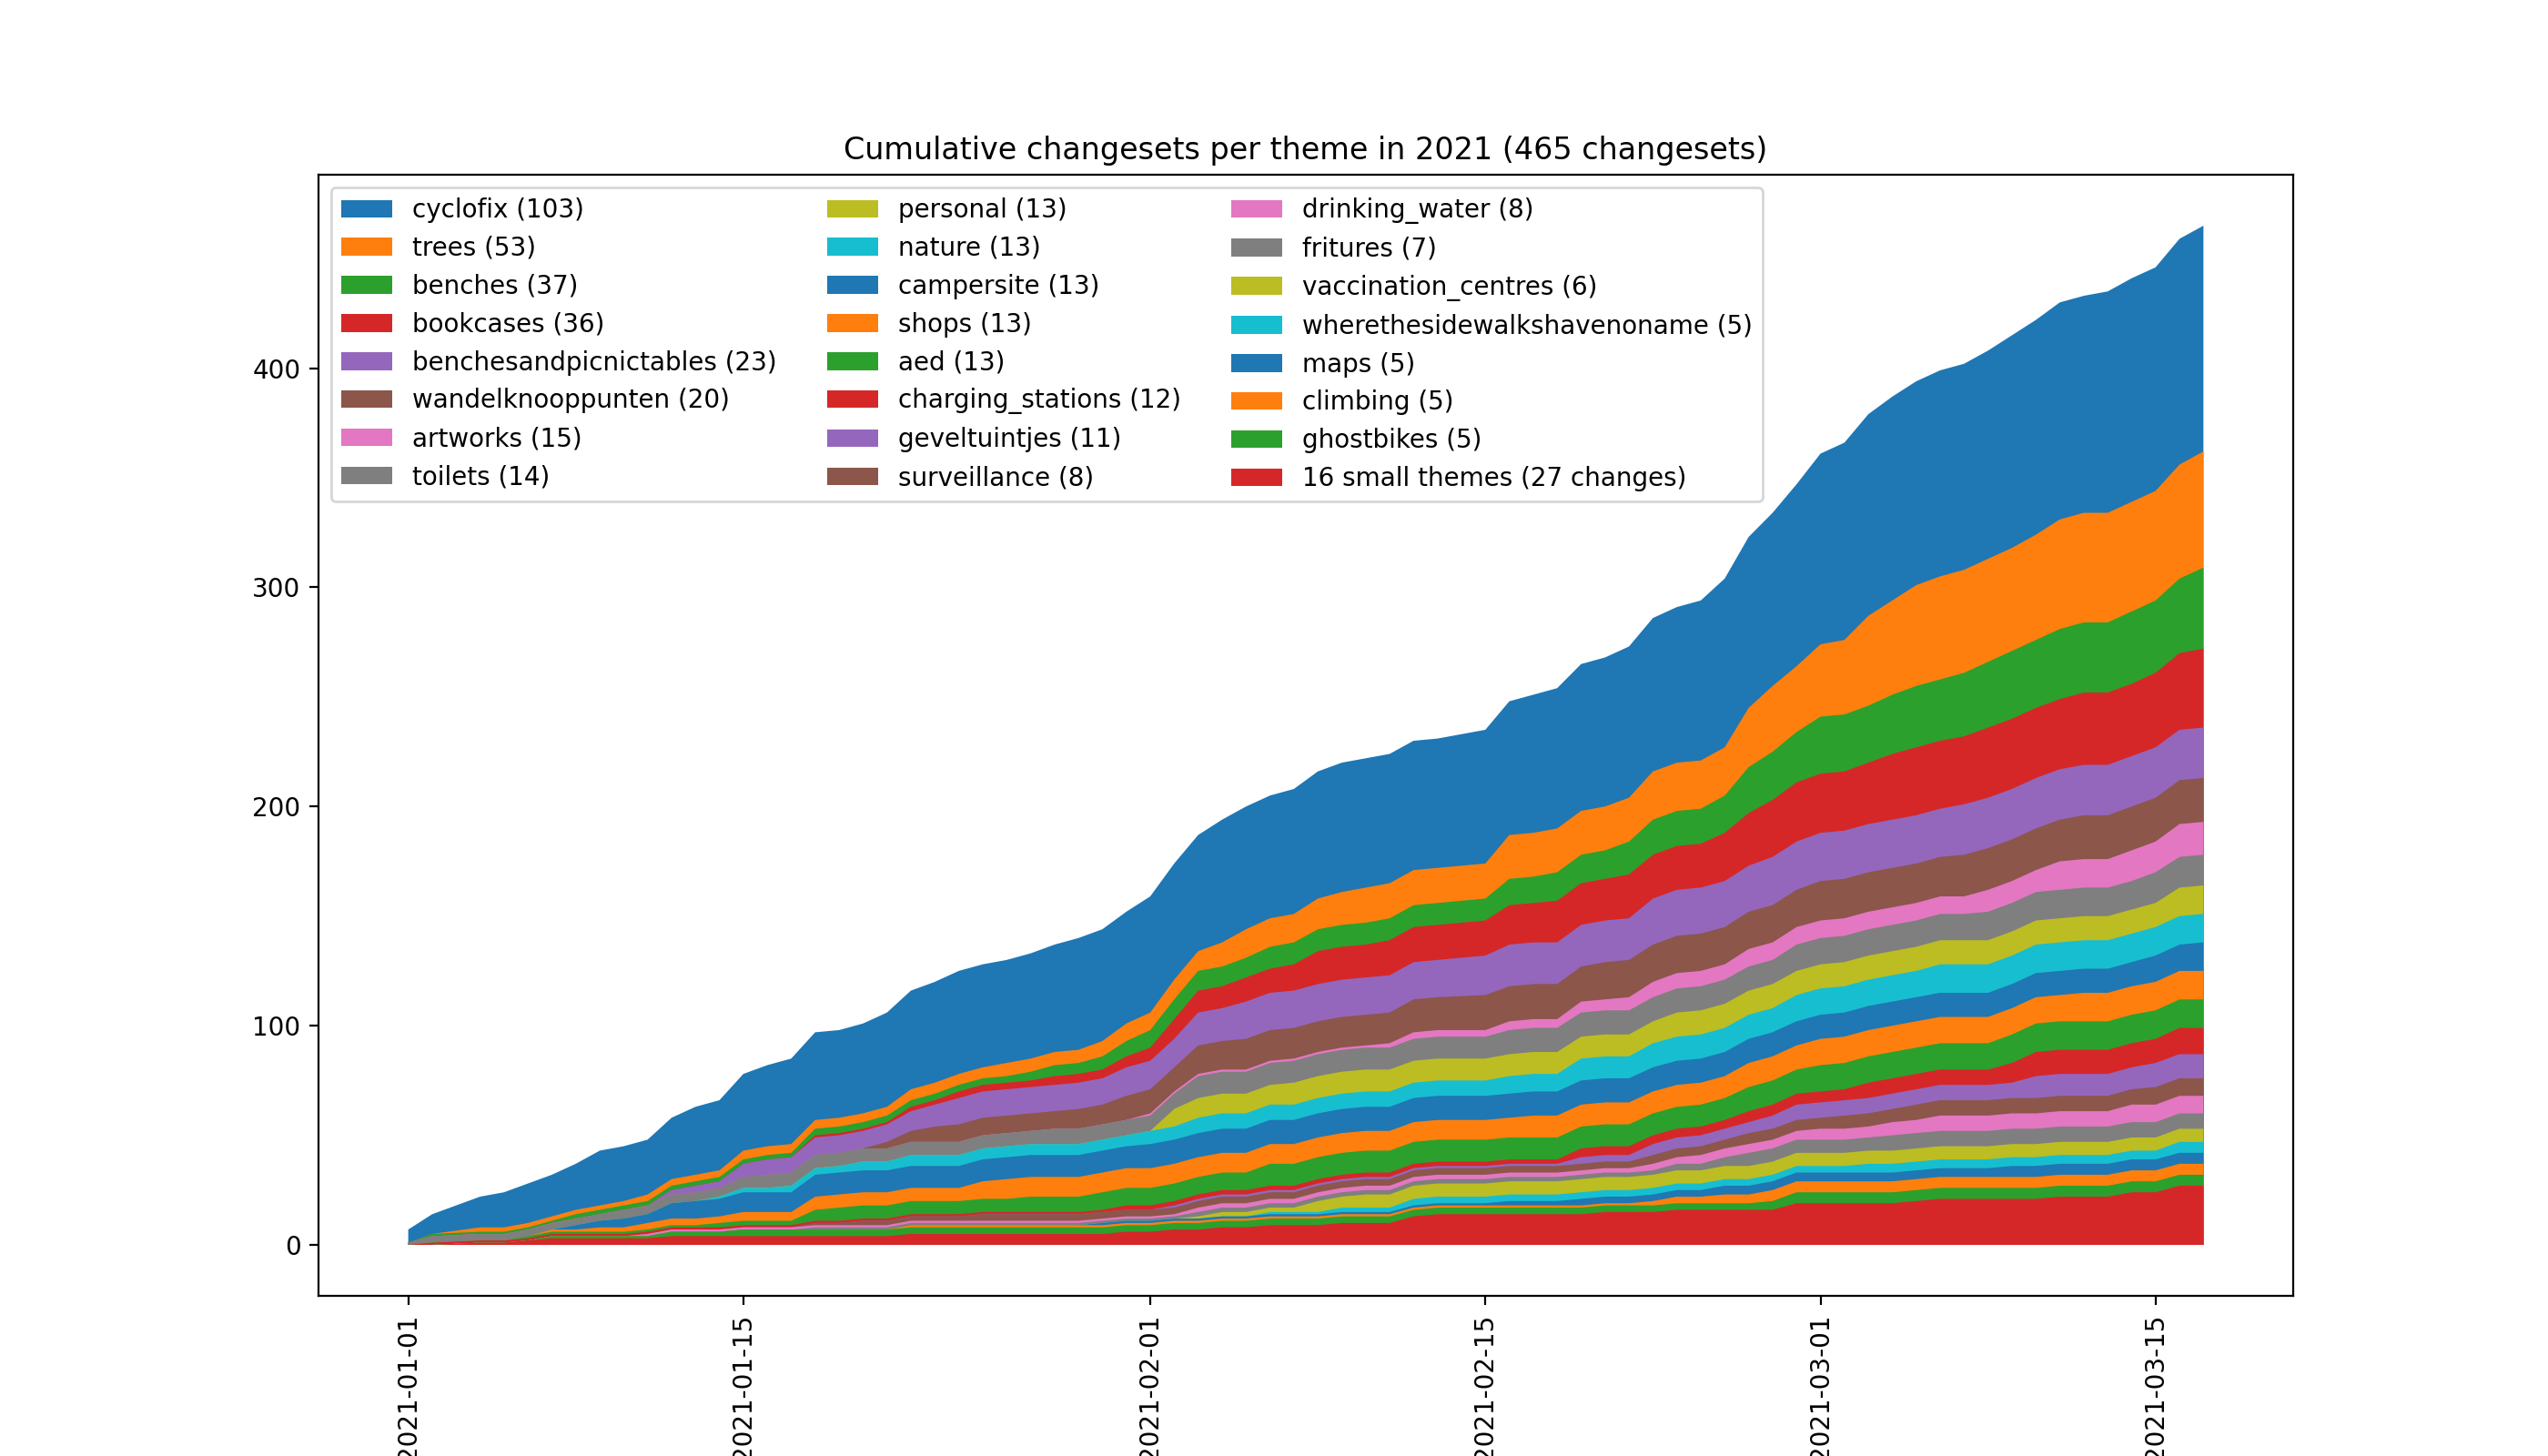 Cumulative changesets per theme in 2021 (465 changesets)
cyclofix (103)
trees (53)
benches (37)
bookcases (36)
benchesandpicnictables (23)
wandelknooppunten (20)
artworks (15)
toilets (14)
personal (13)
nature (13)
campersite (13)
shops (13)
aed (13)
charging_stations (12)
geveltuintjes (11)
surveillance (8)
drinking_water (8)
fritures (7)
vaccination_centres (6)
wherethesidewalkshavenoname (5)
maps (5)
climbing (5)
ghostbikes (5)
16 small themes (27 changes)
400
300
200
100
0
2021-01-01
2021-01-15
2021-02-01
2021-02-15
2021-03-01
2021-03-15